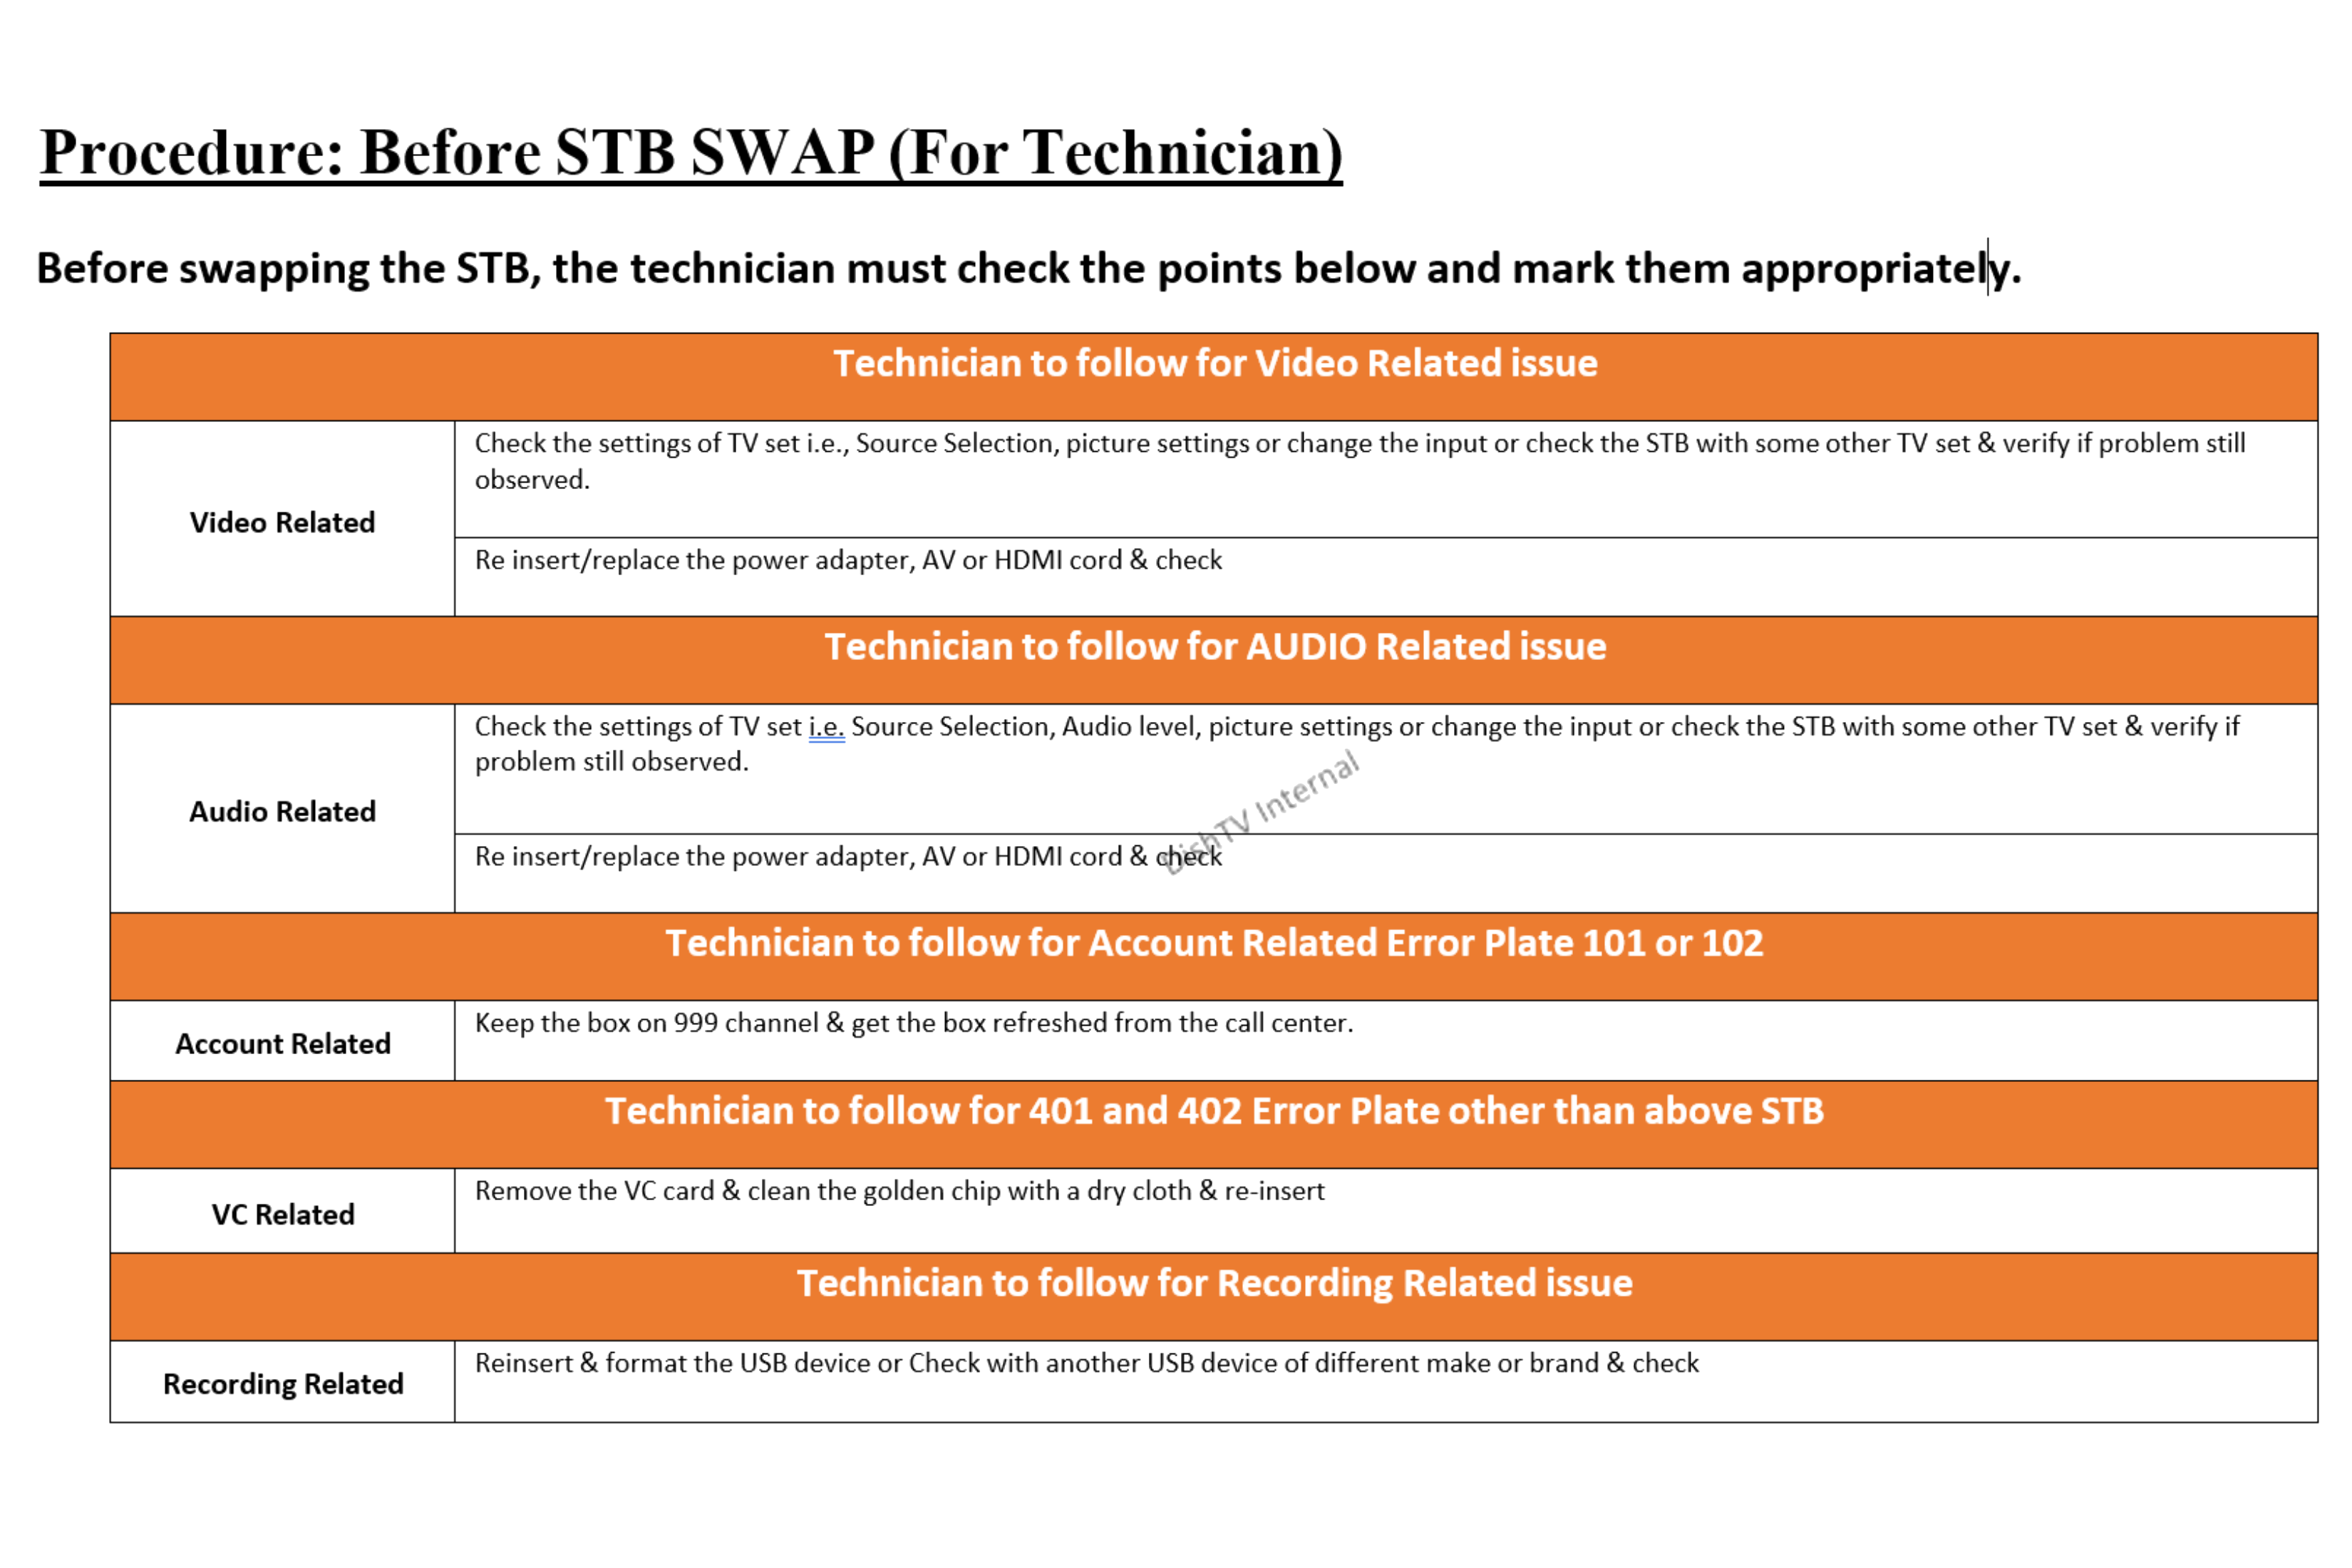 Procedure: Before STB SWAP (For Technician)
Before swapping the STB, the technician must check the points below and mark them appropriately.
Technician to follow for Video Related issue
Video Related
Check the settings of TV set i.e., Source Selection, picture settings or change the input or check the STB with some other TV set & verify if problem still
observed.
Re insert/replace the power adapter, AV or HDMI cord & check
Technician to follow for AUDIO Related issue
Audio Related
Check the settings of TV set i.e. Source Selection, Audio level, picture settings or change the input or check the STB with some other TV set & verify if
problem still observed.
Re insert/replace the power adapter, AV or HDMI cord & check
DishTV Internal
Technician to follow for Account Related Error Plate 101 or 102
Account Related
Keep the box on 999 channel & get the box refreshed from the call center.
Technician to follow for 401 and 402 Error Plate other than above STB
VC Related
Remove the VC card & clean the golden chip with a dry cloth & re-insert
Technician to follow for Recording Related issue
Recording Related
Reinsert & format the USB device or Check with another USB device of different make or brand & check